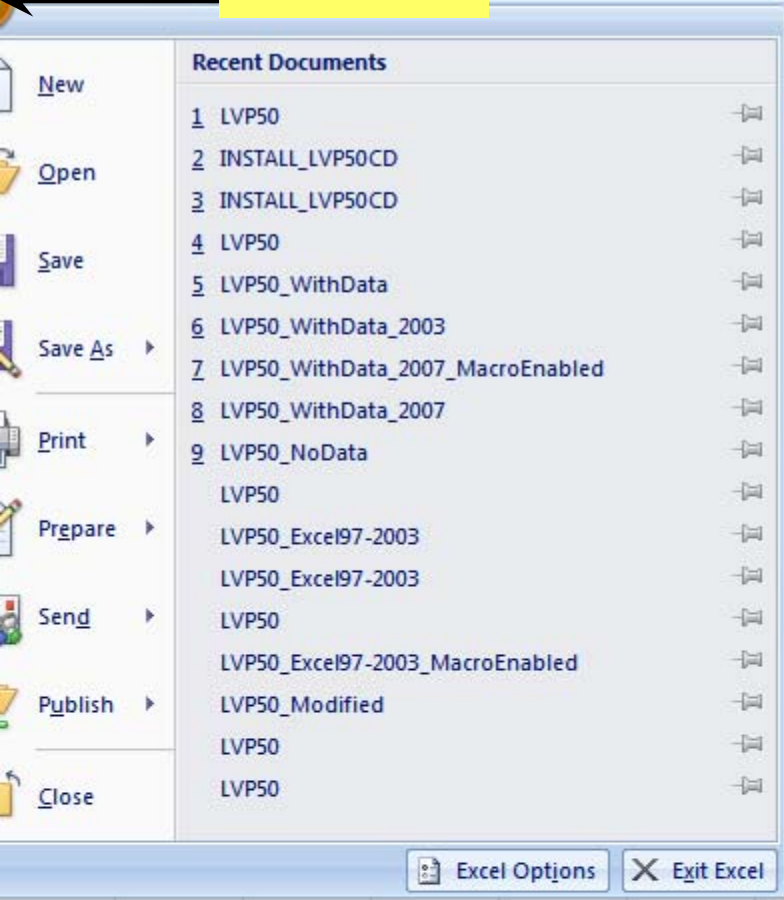 New
Open
Save
Save As
Print
Prepare
Send
Publish
Close
Recent Documents
1 LVP50
2 INSTALL_LVP50CD
3 INSTALL_LVP50CD
4 LVP50
5 LVP50_WithData
6 LVP50_WithData_2003
7 LVP50_WithData_2007_MacroEnabled
8 LVP50_WithData_2007
9 LVP50_NoData
LVP50
LVP50_Excel97-2003
LVP50_Excel97-2003
LVP50
LVP50_Excel97-2003_MacroEnabled
LVP50_Modified
LVP50
LVP50
Excel Options
Exit Excel